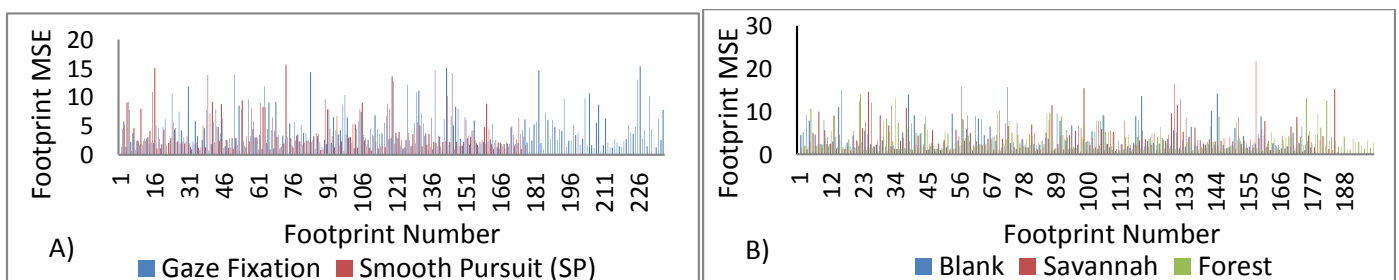 Footprint MSE
20
15
10
5
0
1 16 31 46 61 76 91 106 121 136 151 166 181 196 211 226
Footprint Number
A)
Gaze Fixation Smooth Pursuit (SP)
Footprint MSE
30
20
10
0
1 12 23 34 45 56 67 78 89 100 111 122 133 144 155 166 177 188
Footprint Number
B)
Blank Savannah Forest